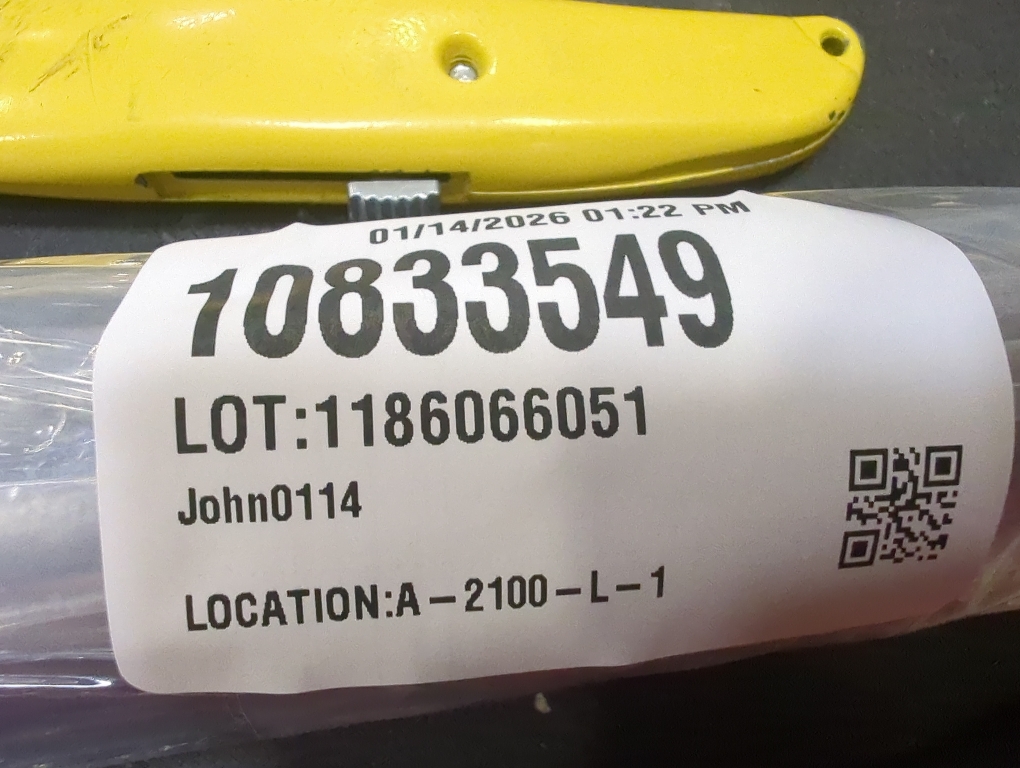 01/14/2026 01:22 PM
10833549
LOT:1186066051
John0114
LOCATION:A-2100-L-1